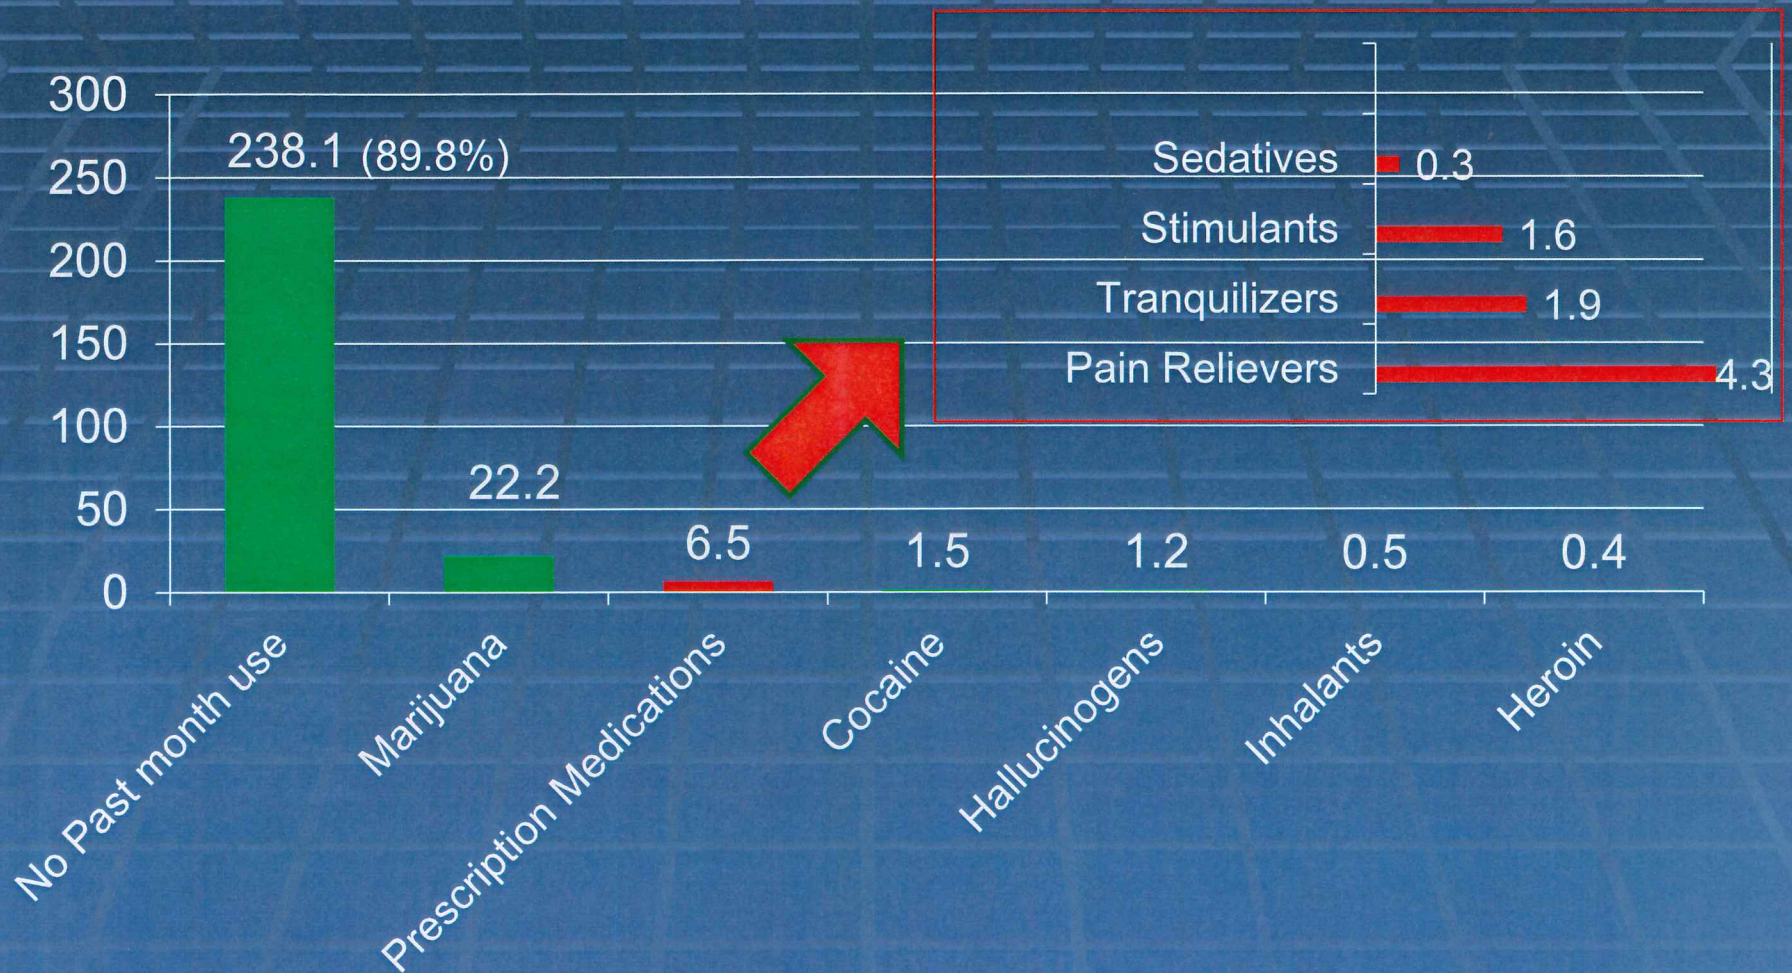 300
250
200
150
100
50
0
238.1 (89.8%)
22.2
6.5
1.5
1.2
0.5
0.4
No Past month use
Marijuana
Prescription Medications
Cocaine
Hallucinogens
Inhalants
Heroin
Sedatives 0.3
Stimulants 1.6
Tranquilizers 1.9
Pain Relievers 4.3